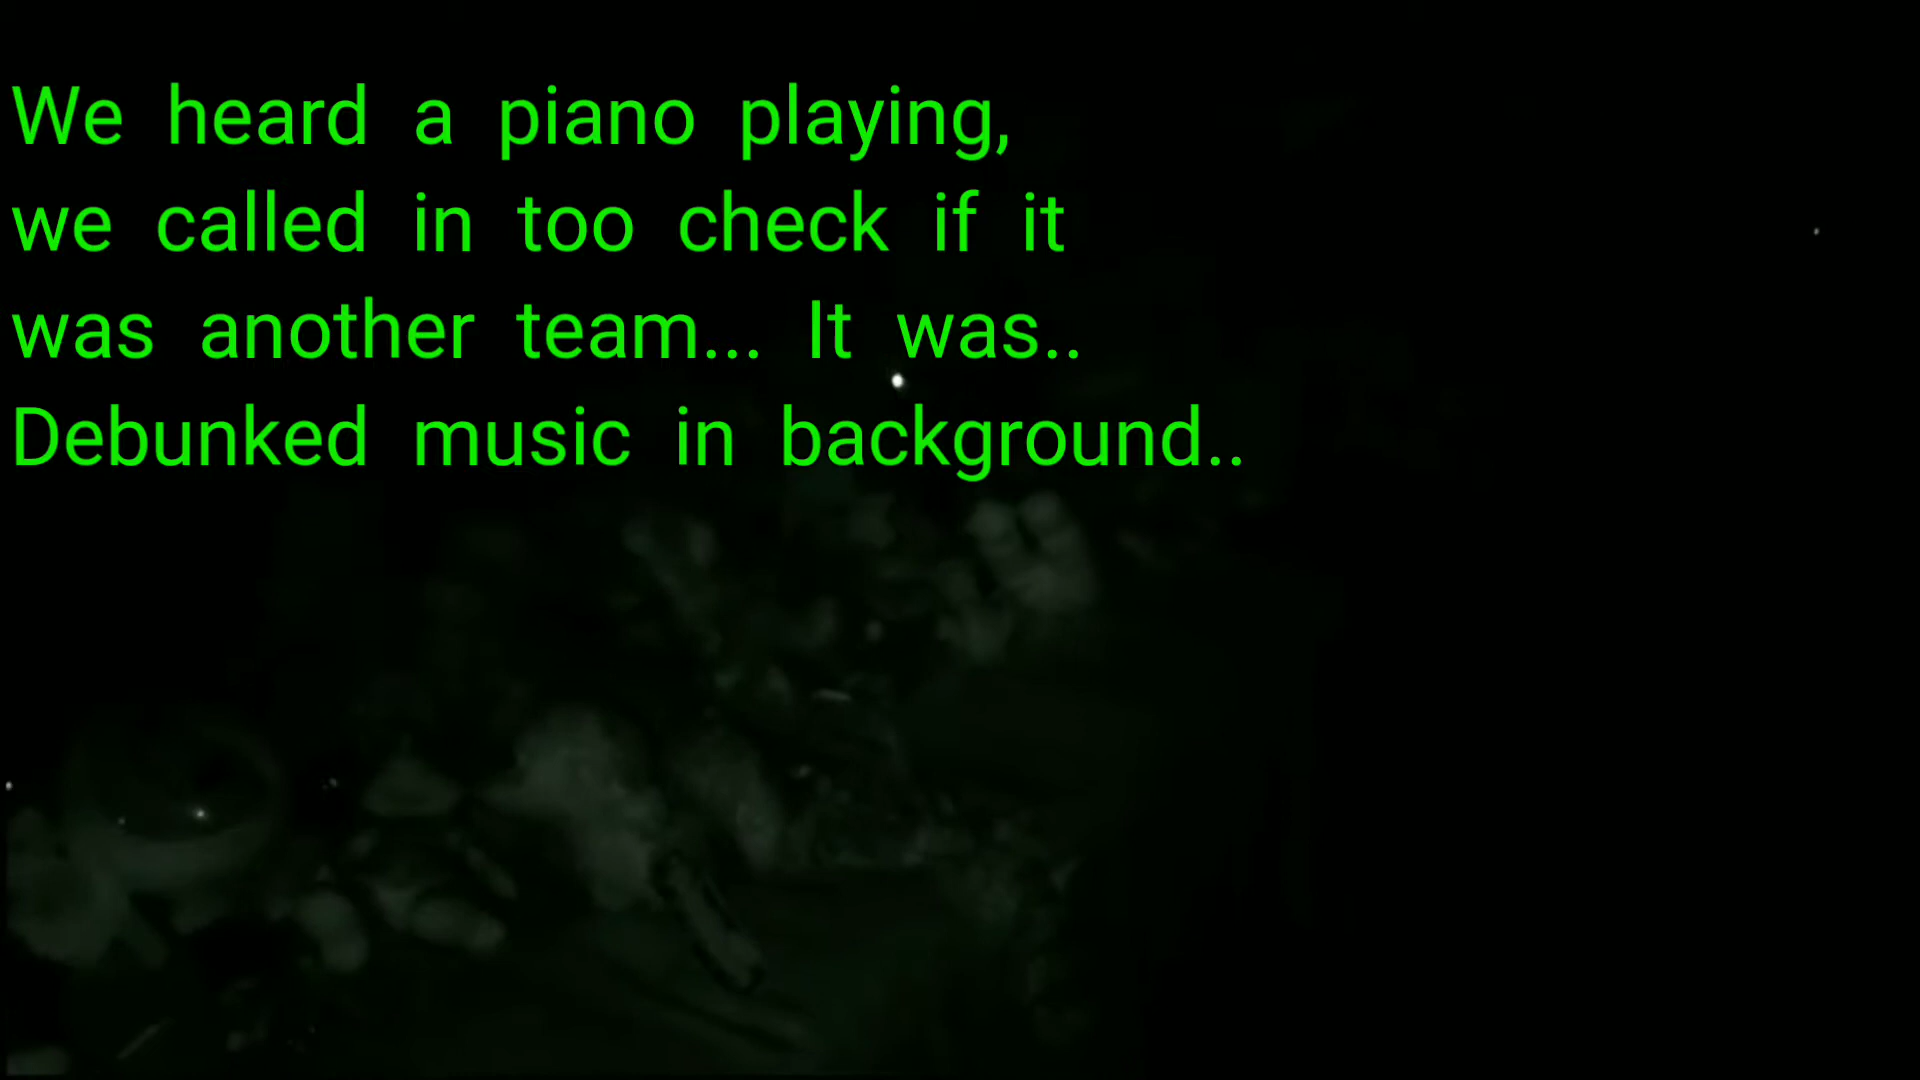 We heard a piano playing,
we called in too check if it
was another team... It was..
Debunked music in background..